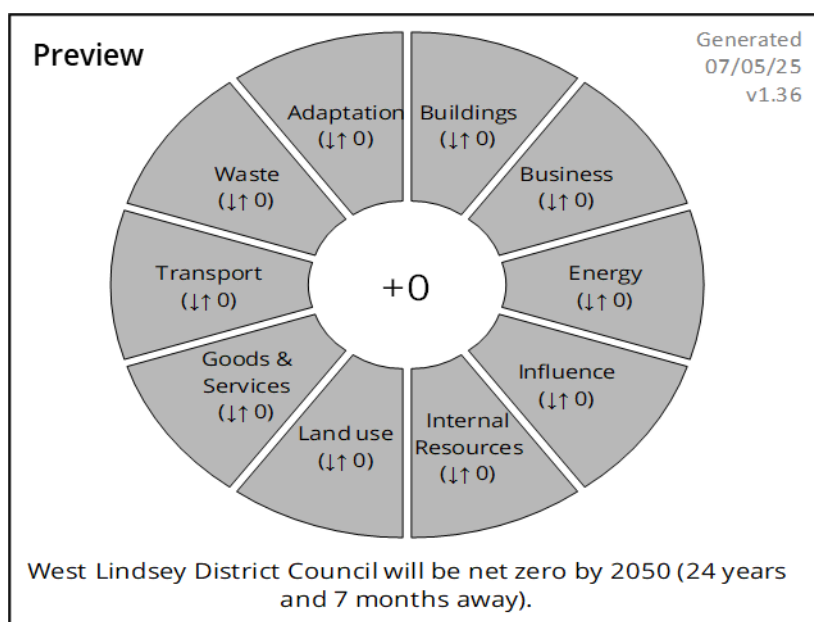 Preview
Generated
07/05/25
v1.36
Adaptation
(↓↑ 0)
Buildings
(↓↑ 0)
Waste
(↓↑ 0)
Business
(↓↑ 0)
Transport
(↓↑ 0)
+0
Energy
(↓↑ 0)
Goods &
Services
(↓↑ 0)
Influence
(↓↑ 0)
Land use
(↓↑ 0)
Internal
Resources
(↓↑ 0)
West Lindsey District Council will be net zero by 2050 (24 years
and 7 months away).